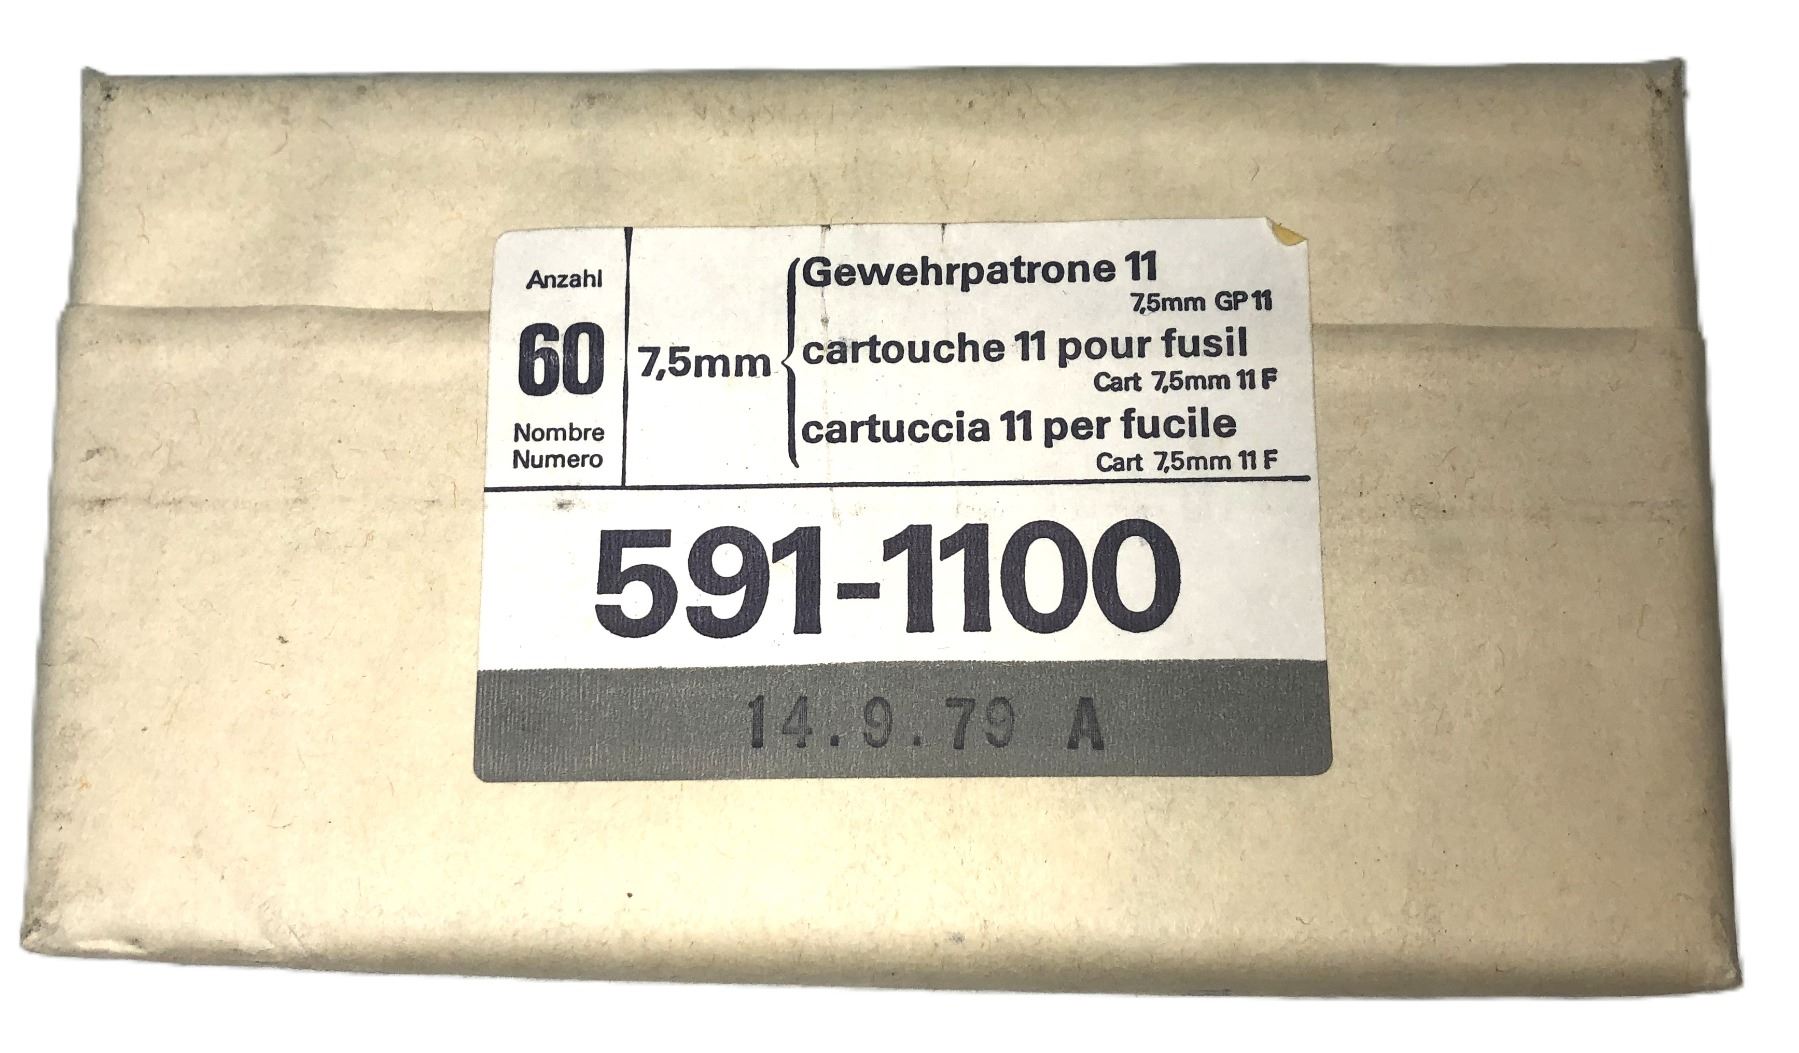 Anzahl
60
Nombre
Numero
7,5mm
Gewehrpatrone 11
7,5mm GP 11
cartouche 11 pour fusil
Cart 7,5mm 11 F
cartuccia 11 per fucile
Cart 7,5mm 11 F
591-1100
14.9.79 A